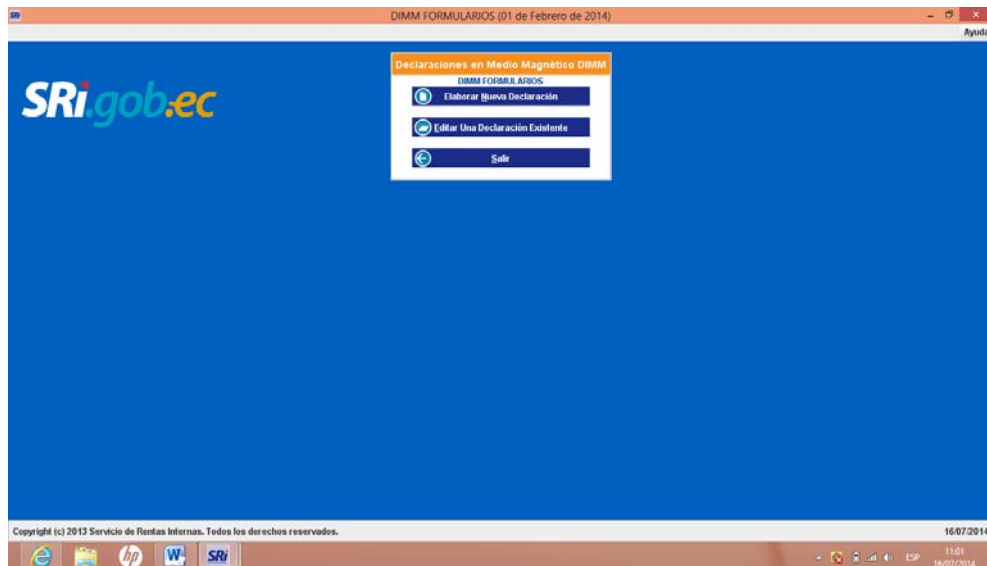 SRi
DIMM FORMULARIOS (01 de Febrero de 2014)
Ayuda
SRi.gob.ec
Declaraciones en Medio Magnético DIMM
DIMM FORMULARIOS
Elaborar Nueva Declaración
Editar Una Declaración Existente
Salir
Copyright (c) 2013 Servicio de Rentas Internas. Todos los derechos reservados.
16/07/2014
hp
W
SRi
ESP
11:01
16/07/2014